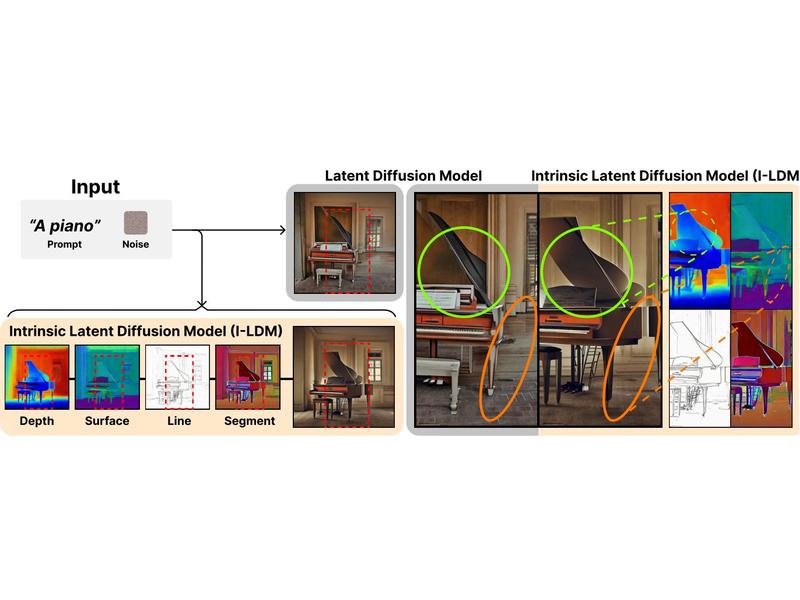 Latent Diffusion Model
Intrinsic Latent Diffusion Model (I-LDM
Input
“A piano”
Prompt
Noise
Intrinsic Latent Diffusion Model (I-LDM)
Depth
Surface
Line
Segment